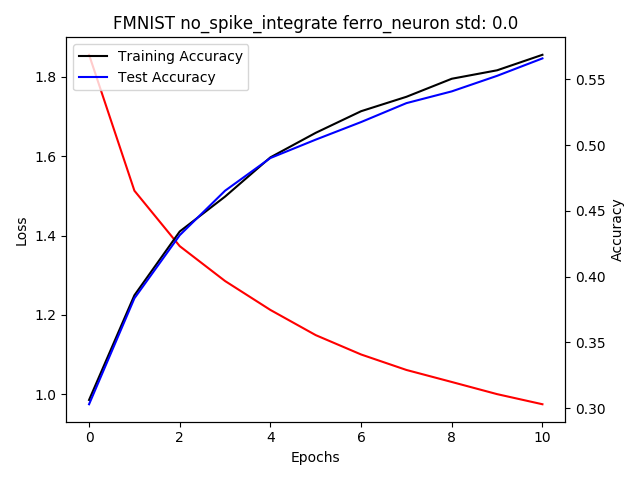 FMNIST no_spike_integrate ferro_neuron std: 0.0
Training Accuracy
Test Accuracy
1.8
1.6
1.4
1.2
1.0
Loss
0.55
0.50
0.45
0.40
0.35
0.30
Accuracy
0 2 4 6 8 10
Epochs